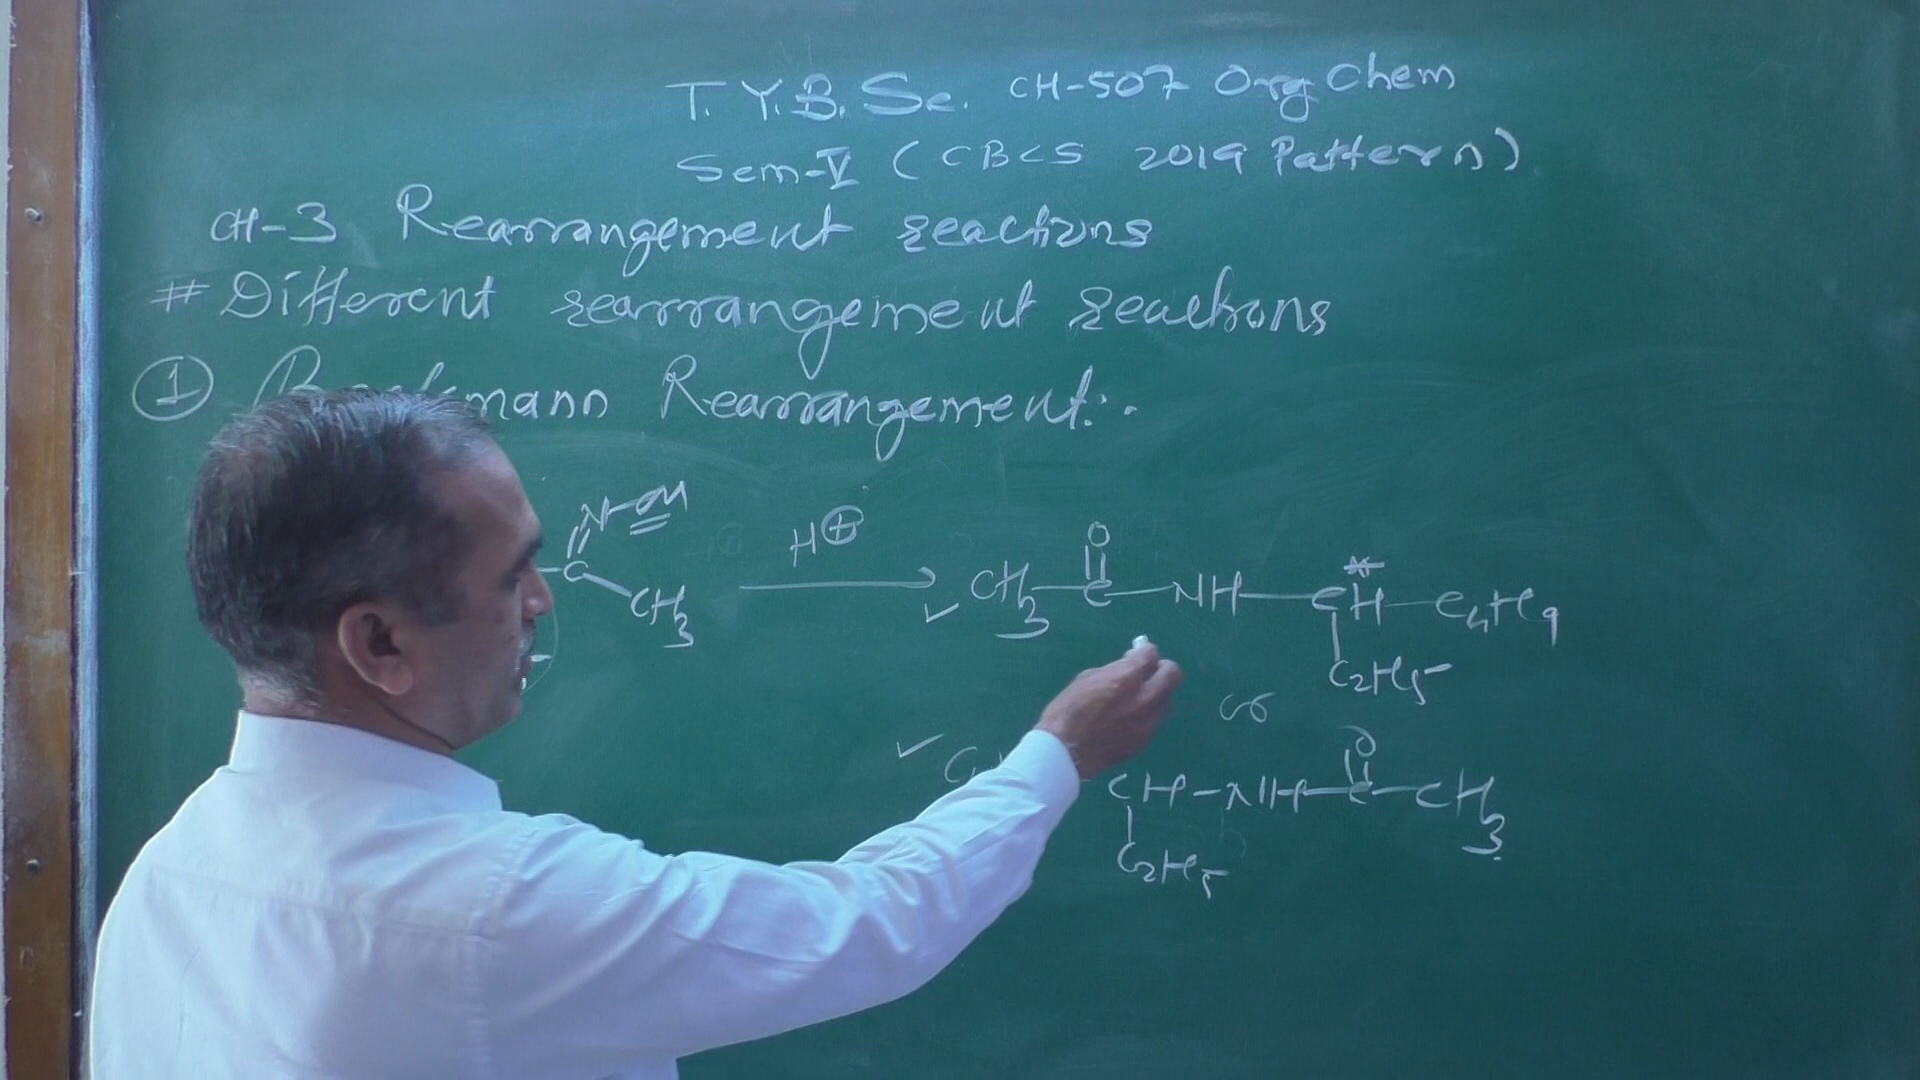 T.Y.B.Sc. CH-507 Org Chem
Sem-V (CBCS 2019 Pattern)
CH-3 Rearrangement reactions
# Different rearrangement reactions
① Rearrangement:.
N-OH
C
CH3
H⊕
✓ CH3-C-NH-CH-C4H9
O
*
C2H5
or
✓ CH-NH-C-CH3
O
C2H5